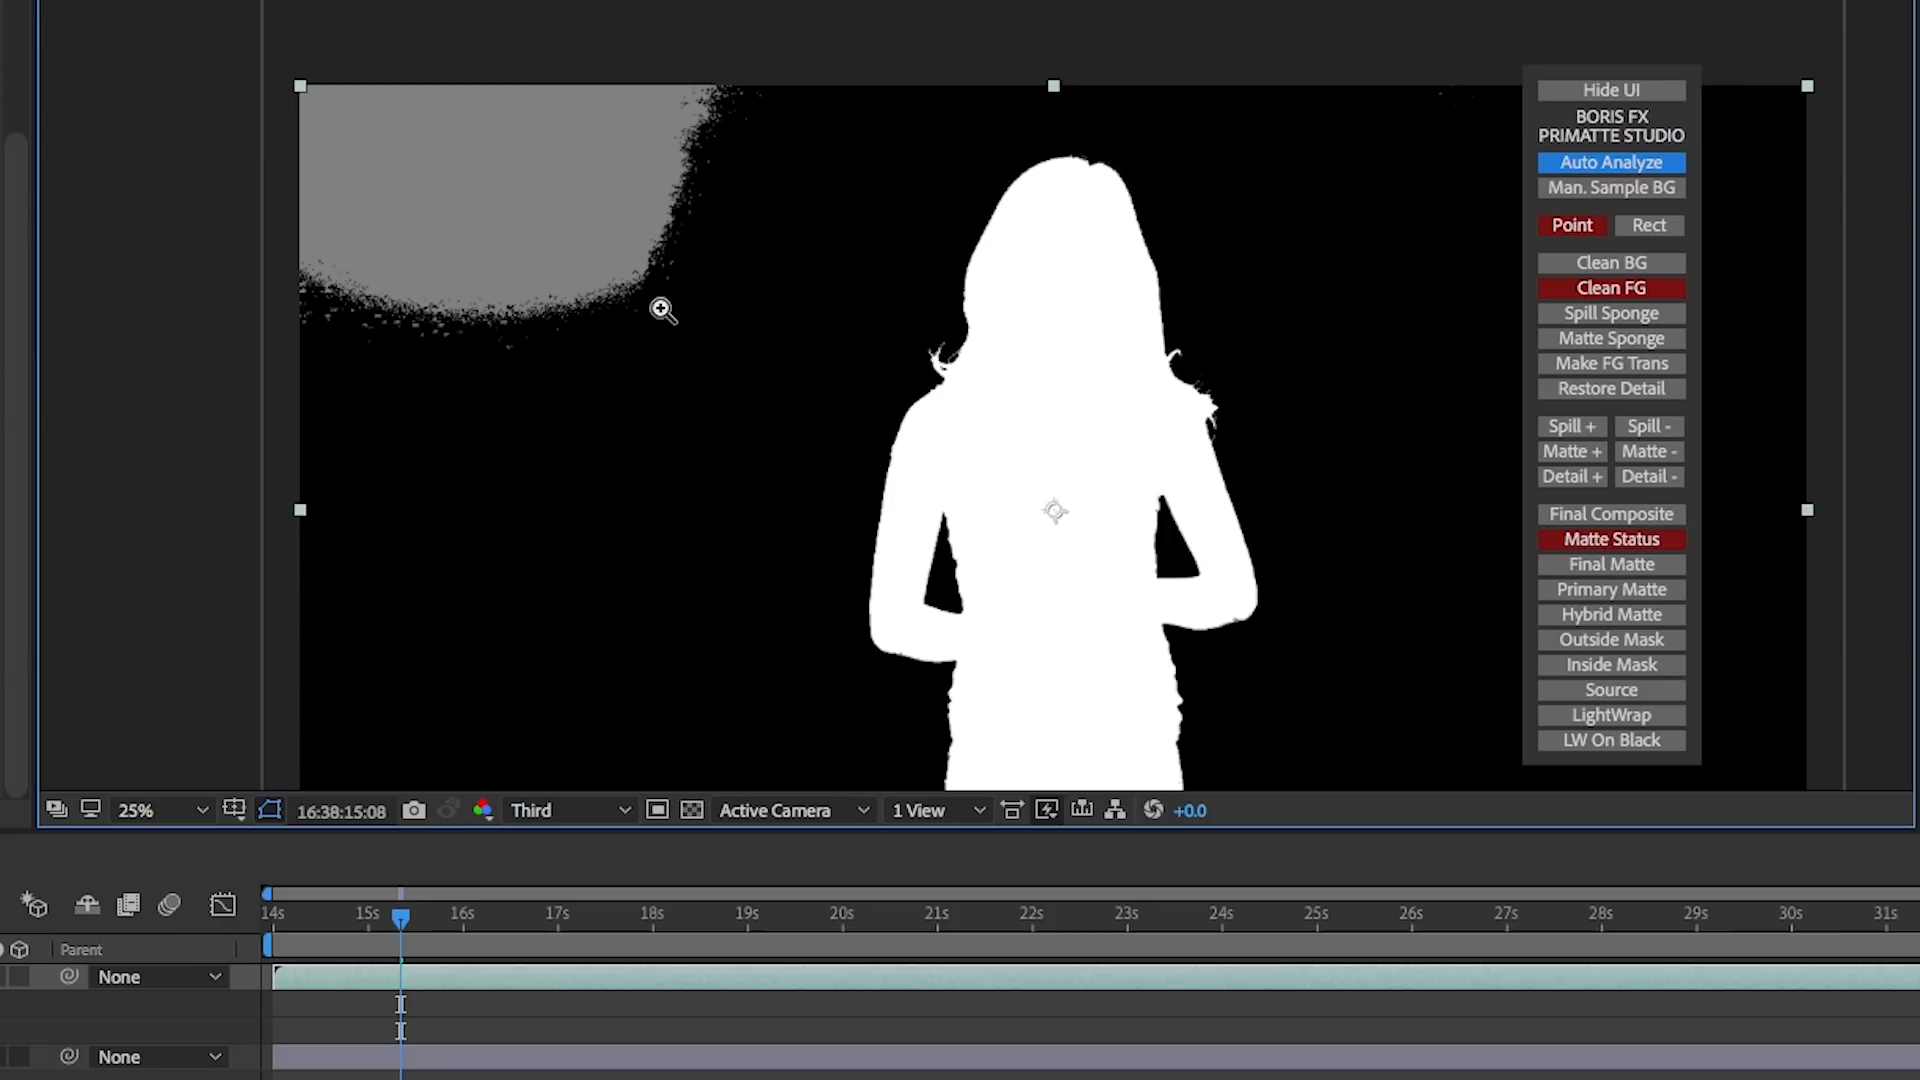 Hide UI
BORIS FX
PRIMATTE STUDIO
Auto Analyze
Man. Sample BG
Point Rect
Clean BG
Clean FG
Spill Sponge
Matte Sponge
Make FG Trans
Restore Detail
Spill + Spill -
Matte + Matte -
Detail + Detail -
Final Composite
Matte Status
Final Matte
Primary Matte
Hybrid Matte
Outside Mask
Inside Mask
Source
LightWrap
LW On Black
25% 16:38:15:08 Third Active Camera 1 View +0.0
14s 15s 16s 17s 18s 19s 20s 21s 22s 23s 24s 25s 26s 27s 28s 29s 30s 31s
Parent
None
None